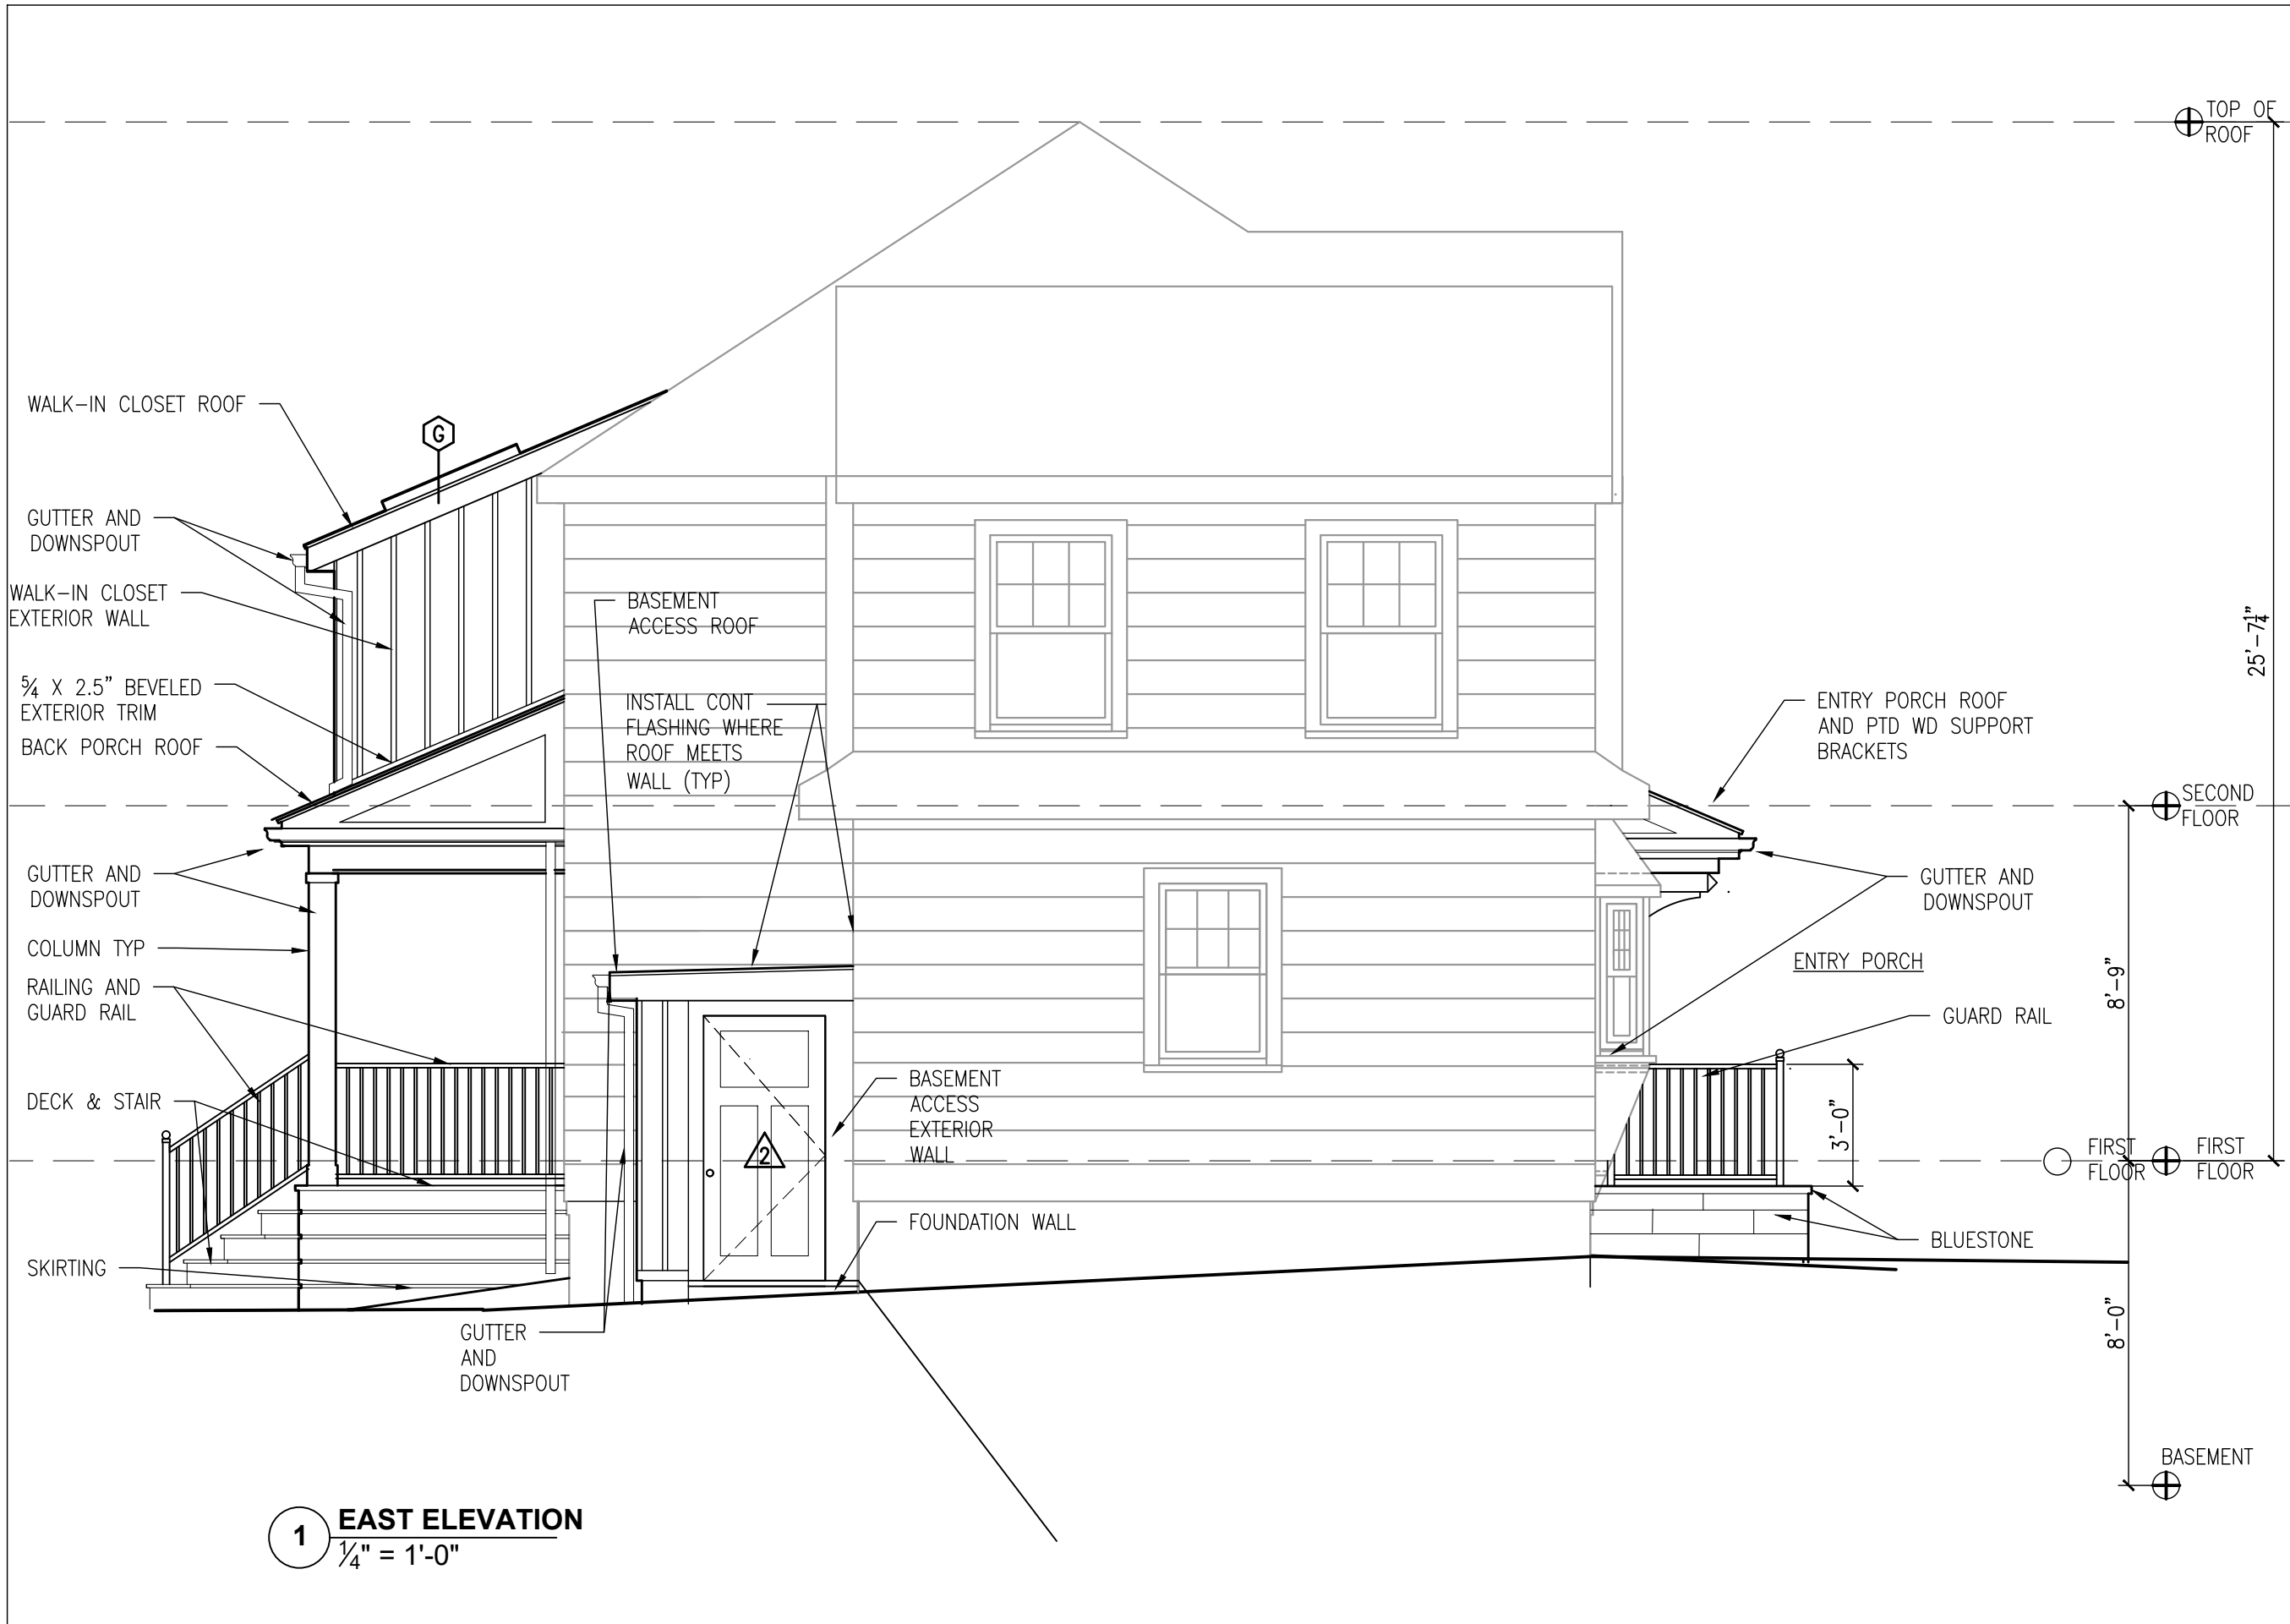 TOP OF
ROOF
WALK-IN CLOSET ROOF
G
GUTTER AND
DOWNSPOUT
WALK-IN CLOSET
EXTERIOR WALL
5/4 X 2.5" BEVELED
EXTERIOR TRIM
BACK PORCH ROOF
GUTTER AND
DOWNSPOUT
COLUMN TYP
RAILING AND
GUARD RAIL
DECK & STAIR
SKIRTING
BASEMENT
ACCESS ROOF
INSTALL CONT
FLASHING WHERE
ROOF MEETS
WALL (TYP)
2
BASEMENT
ACCESS
EXTERIOR
WALL
FOUNDATION WALL
GUTTER
AND
DOWNSPOUT
ENTRY PORCH ROOF
AND PTD WD SUPPORT
BRACKETS
GUTTER AND
DOWNSPOUT
ENTRY PORCH
GUARD RAIL
BLUESTONE
3'-0"
25'-7 1/4"
SECOND
FLOOR
8'-9"
FIRST
FLOOR
FIRST
FLOOR
8'-0"
BASEMENT
1
EAST ELEVATION
1/4" = 1'-0"